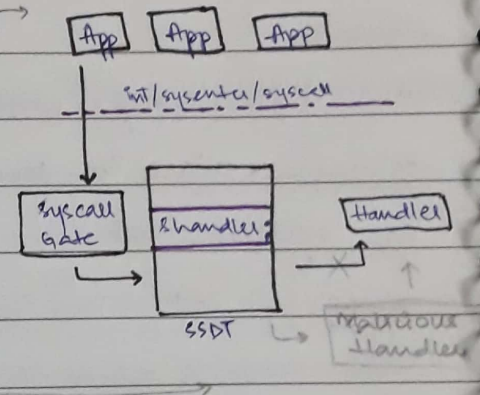 App App App
int/sysenter/syscall
Syscall
Gate
&handler;
Handler
SSDT
Malicious
Handler